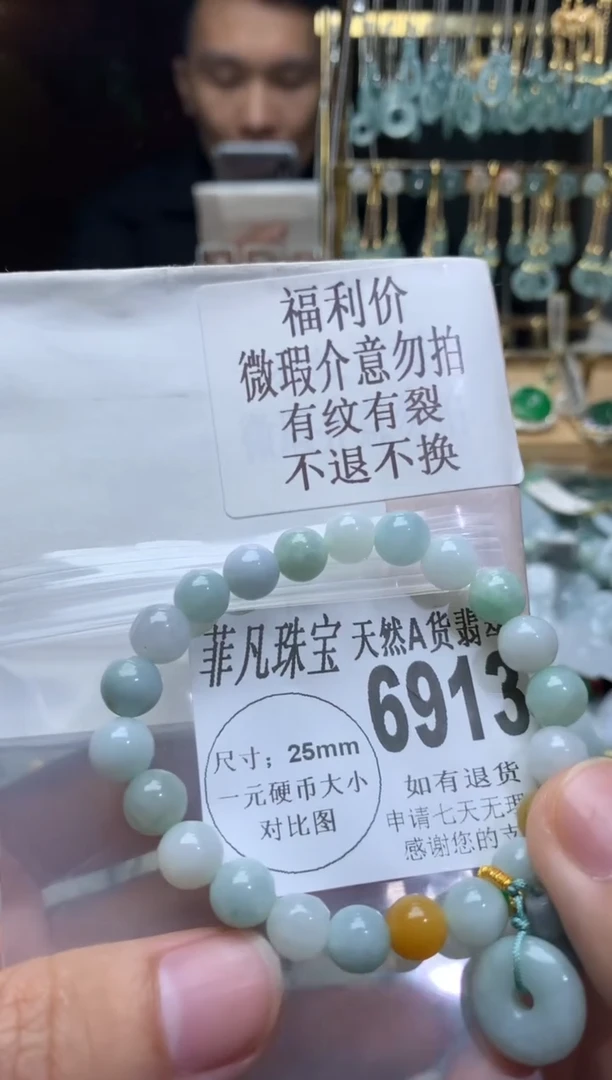 福利价
微瑕介意勿拍
有纹有裂
不退不换
菲凡珠宝 天然A货翡
6913
尺寸；25mm
一元硬币大小
对比图
如有退货
申请七天无理
感谢您的支